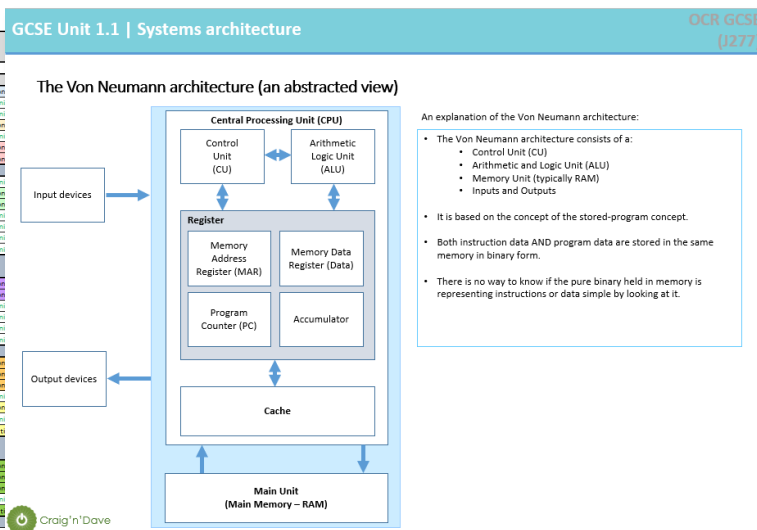 GCSE Unit 1.1 | Systems architecture
OCR GCSE
(J277
The Von Neumann architecture (an abstracted view)
Central Processing Unit (CPU)
Control
Unit
(CU)
Arithmetic
Logic Unit
(ALU)
Input devices
Register
Memory
Address
Register (MAR)
Memory Data
Register (Data)
Program
Counter (PC)
Accumulator
Output devices
Cache
Main Unit
(Main Memory – RAM)
An explanation of the Von Neumann architecture:
• The Von Neumann architecture consists of a:
• Control Unit (CU)
• Arithmetic and Logic Unit (ALU)
• Memory Unit (typically RAM)
• Inputs and Outputs
• It is based on the concept of the stored-program concept.
• Both instruction data AND program data are stored in the same
memory in binary form.
• There is no way to know if the pure binary held in memory is
representing instructions or data simple by looking at it.
Craig'n'Dave